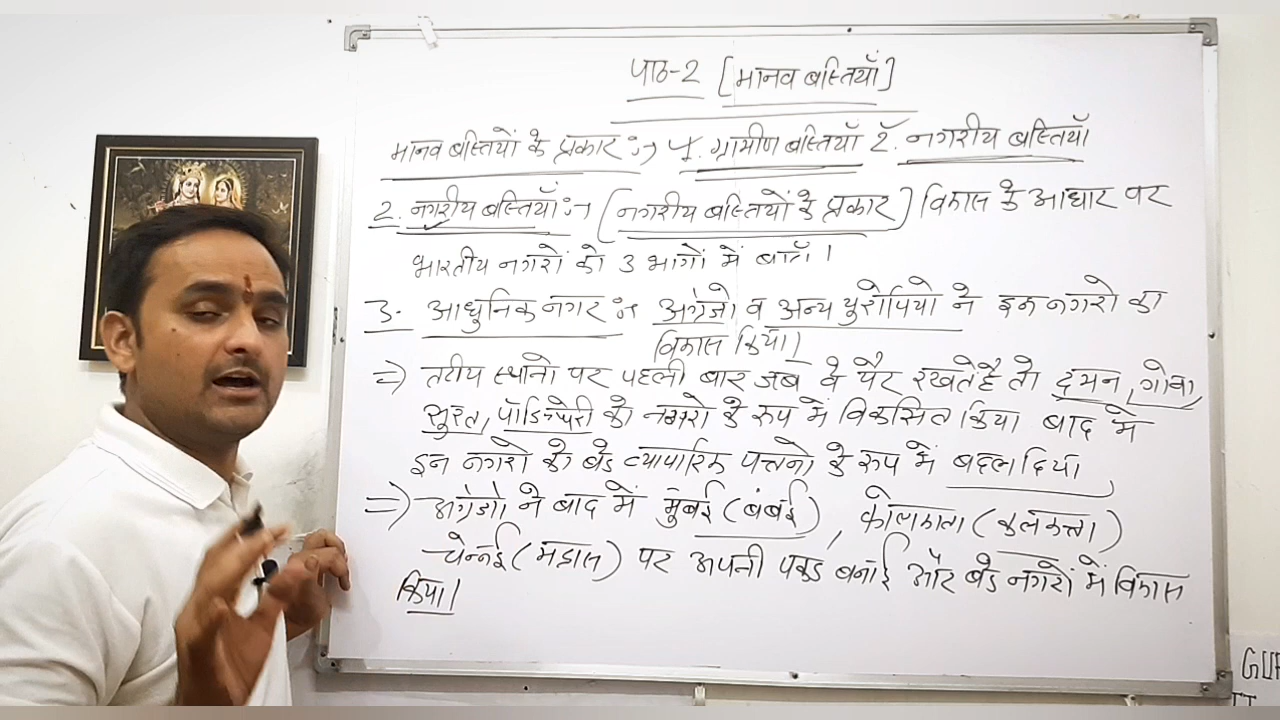 पाठ-2 [मानव बस्तियाँ]
मानव बस्तियों के प्रकार :→ 1. ग्रामीण बस्तियाँ 2. नगरीय बस्तियाँ
2. नगरीय बस्तियाँ :→ [नगरीय बस्तियों के प्रकार] विकास के आधार पर
भारतीय नगरों को 3 भागों में बाटाँ।
3- आधुनिक नगर :→ अंग्रेजो व अन्य युरोपियो ने इन नगरो का
विकास किया।
=> तटीय स्थानो पर पहली बार जब वे पैर रखते है तो दमन, गोवा,
सुरत, पॉडिच्चेरी को नगरो के रूप में विकसित किया बाद मे
इन नगरो को बेड व्यापारिक पत्तनो के रूप में बदल दिया
=> अंग्रेजो ने बाद में मुंबई (बंबई), कोलकाता (कलकत्ता)
चेन्नई (मद्रास) पर अपनी पकड बनाई और बेड नगरों में विकास
किया।
GUR